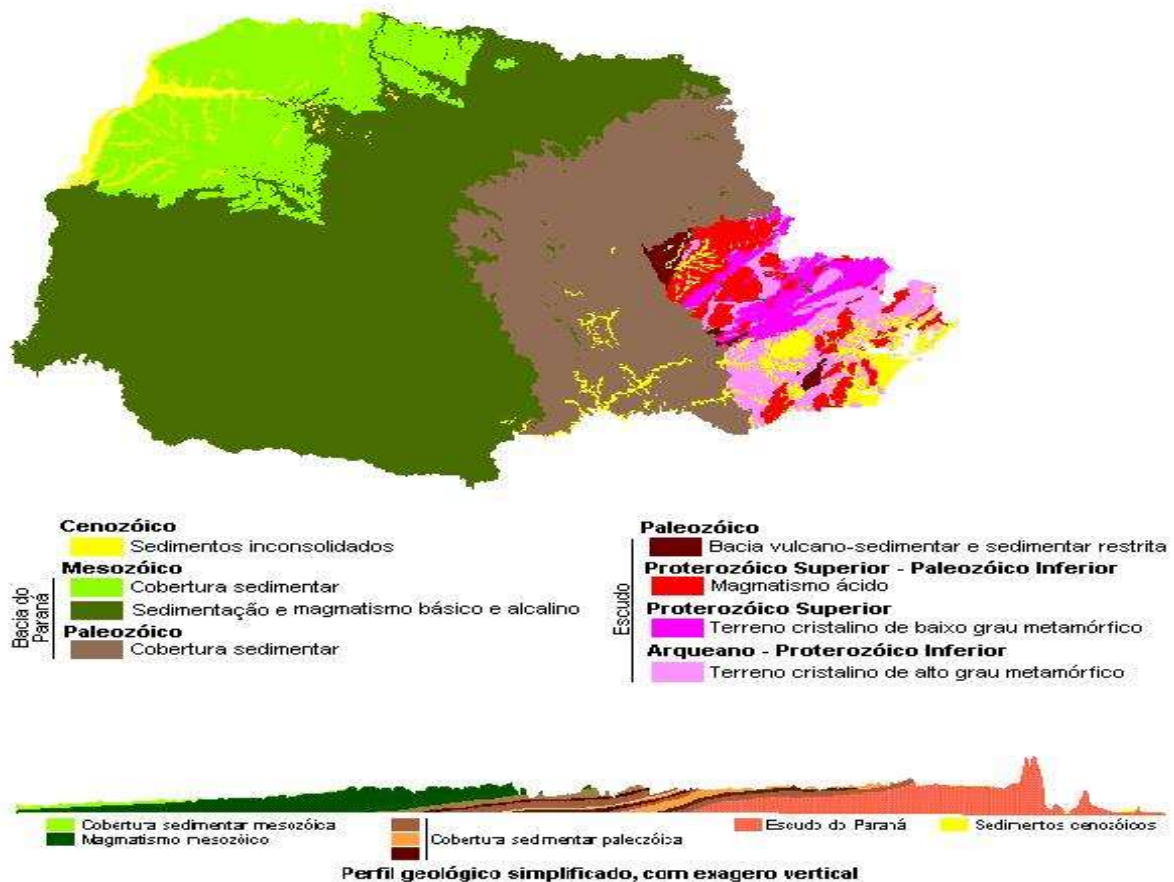 Cenozóico
Sedimentos inconsolidados
Mesozóico
Cobertura sedimentar
Sedimentação e magmatismo básico e alcalino
Paleozóico
Cobertura sedimentar
Bacia do
Paraná
Paleozóico
Bacia vulcano-sedimentar e sedimentar restrita
Proterozóico Superior - Paleozóico Inferior
Magmatismo ácido
Proterozóico Superior
Terreno cristalino de baixo grau metamórfico
Arqueano - Proterozóico Inferior
Terreno cristalino de alto grau metamórfico
Escudo
Cobertura sedimentar mesozóica
Magmatismo mesozóico
Cobertura sedimentar paleozóica
Escudo do Paraná
Sedimertos cenozóicos
Perfil geológico simplificado, com exagero vertical